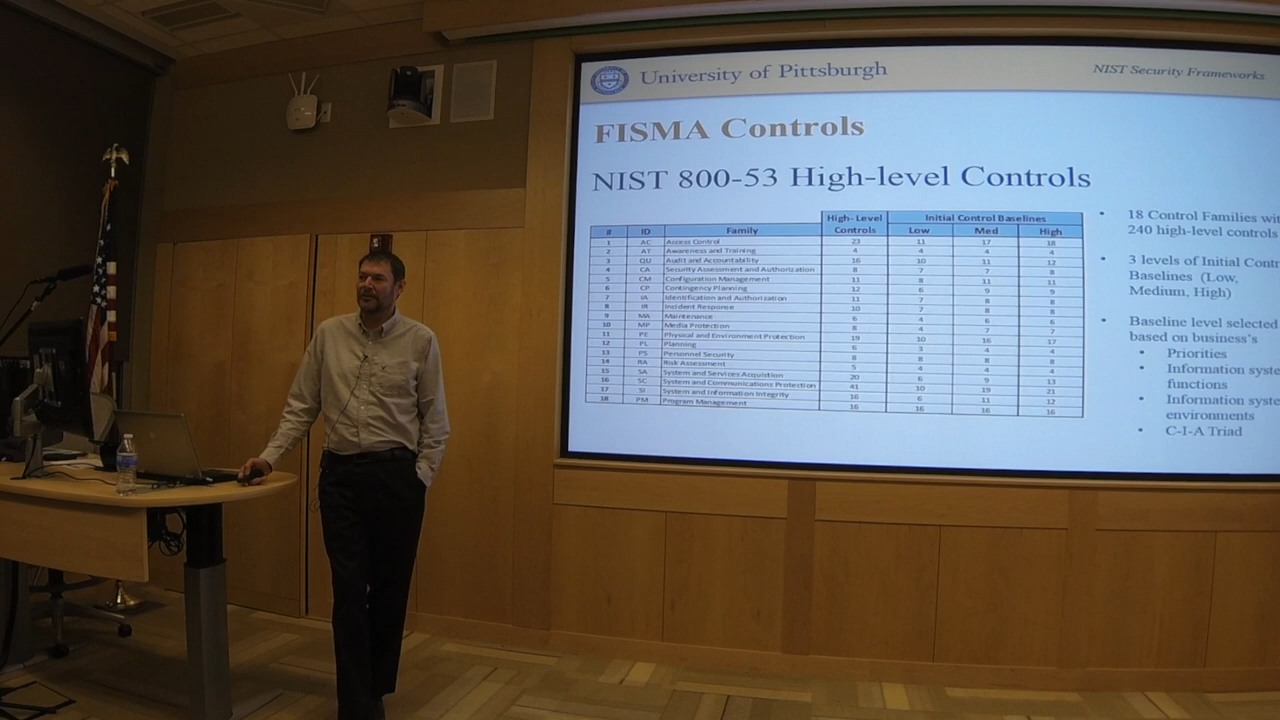 University of Pittsburgh
NIST Security Frameworks
FISMA Controls
NIST 800-53 High-level Controls
High-Level Initial Control Baselines
# ID Family Controls Low Med High
1 AC Access Control 23 11 17 18
2 AT Awareness and Training 4 4 4 4
3 QU Audit and Accountability 16 10 11 12
4 CA Security Assessment and Authorization 8 7 7 8
5 CM Configuration Management 11 8 11 11
6 CP Contingency Planning 12 6 9 9
7 IA Identification and Authorization 11 7 8 8
8 IR Incident Response 10 7 8 8
9 MA Maintenance 6 4 6 6
10 MP Media Protection 8 4 7 7
11 PE Physical and Environment Protection 19 10 16 17
12 PL Planning 6 3 4 4
13 PS Personnel Security 8 8 8 8
14 RA Risk Assessment 5 4 4 4
15 SA System and Services Acquistion 20 6 9 13
16 SC System and Communications Protection 41 10 19 21
17 SI System and Information Integrity 16 6 11 12
18 PM Program Management 16 16 16 16
• 18 Control Families wi
240 high-level controls
• 3 levels of Initial Contr
Baselines (Low,
Medium, High)
• Baseline level selected
based on business's
• Priorities
• Information syste
functions
• Information syste
environments
• C-I-A Triad